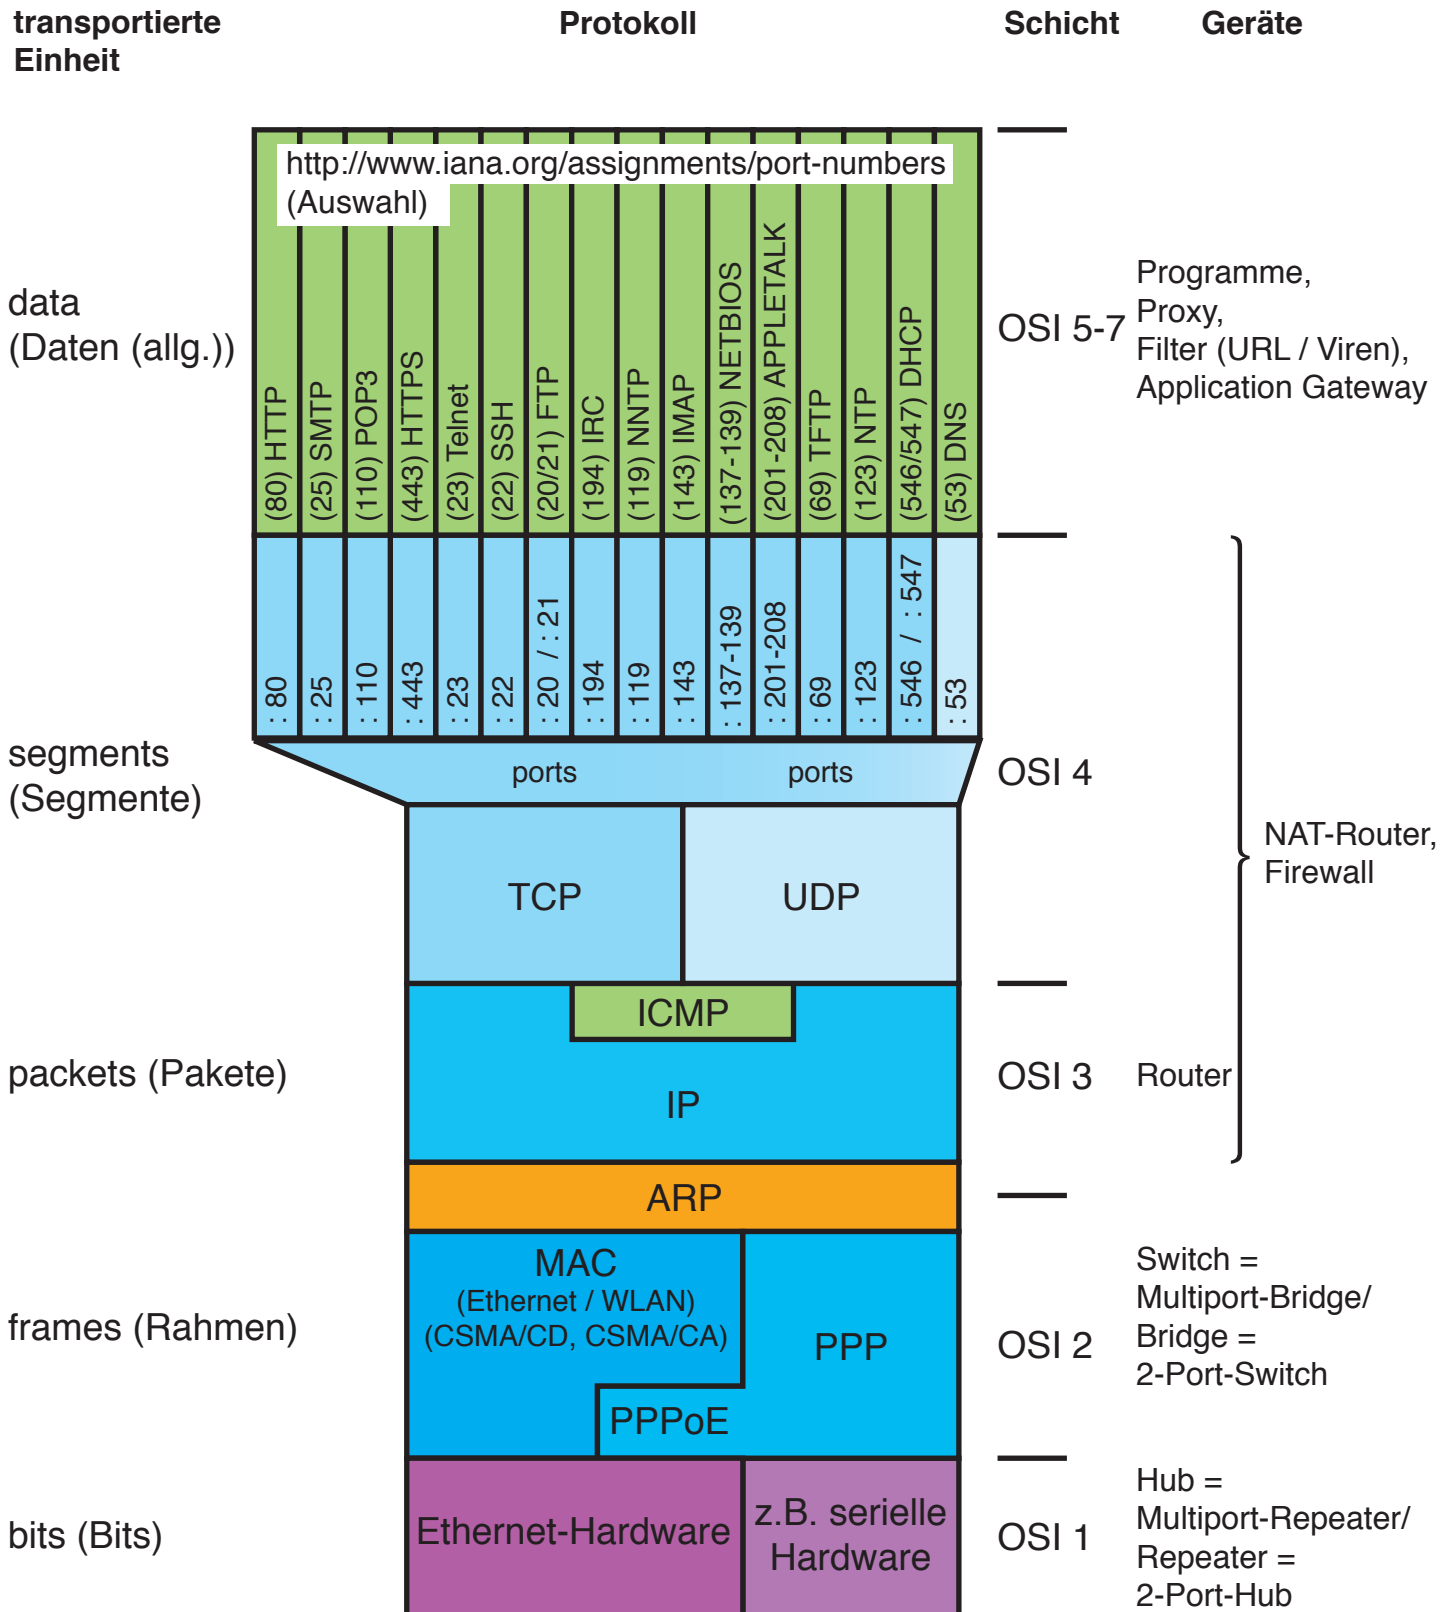 transportierte
Einheit
Protokoll
Schicht
Geräte
http://www.iana.org/assignments/port-numbers
(Auswahl)
data
(Daten (allg.))
(80) HTTP
(25) SMTP
(110) POP3
(443) HTTPS
(23) Telnet
(22) SSH
(20/21) FTP
(194) IRC
(119) NNTP
(143) IMAP
(137-139) NETBIOS
(201-208) APPLETALK
(69) TFTP
(123) NTP
(546/547) DHCP
(53) DNS
OSI 5-7
Programme,
Proxy,
Filter (URL / Viren),
Application Gateway
: 80
: 25
: 110
: 443
: 23
: 22
: 20 / : 21
: 194
: 119
: 143
: 137-139
: 201-208
: 69
: 123
: 546 / : 547
: 53
segments
(Segmente)
ports
ports
OSI 4
TCP
UDP
NAT-Router,
Firewall
ICMP
packets (Pakete)
IP
OSI 3
Router
ARP
frames (Rahmen)
MAC
(Ethernet / WLAN)
(CSMA/CD, CSMA/CA)
PPP
PPPoE
OSI 2
Switch =
Multiport-Bridge/
Bridge =
2-Port-Switch
bits (Bits)
Ethernet-Hardware
z.B. serielle
Hardware
OSI 1
Hub =
Multiport-Repeater/
Repeater =
2-Port-Hub